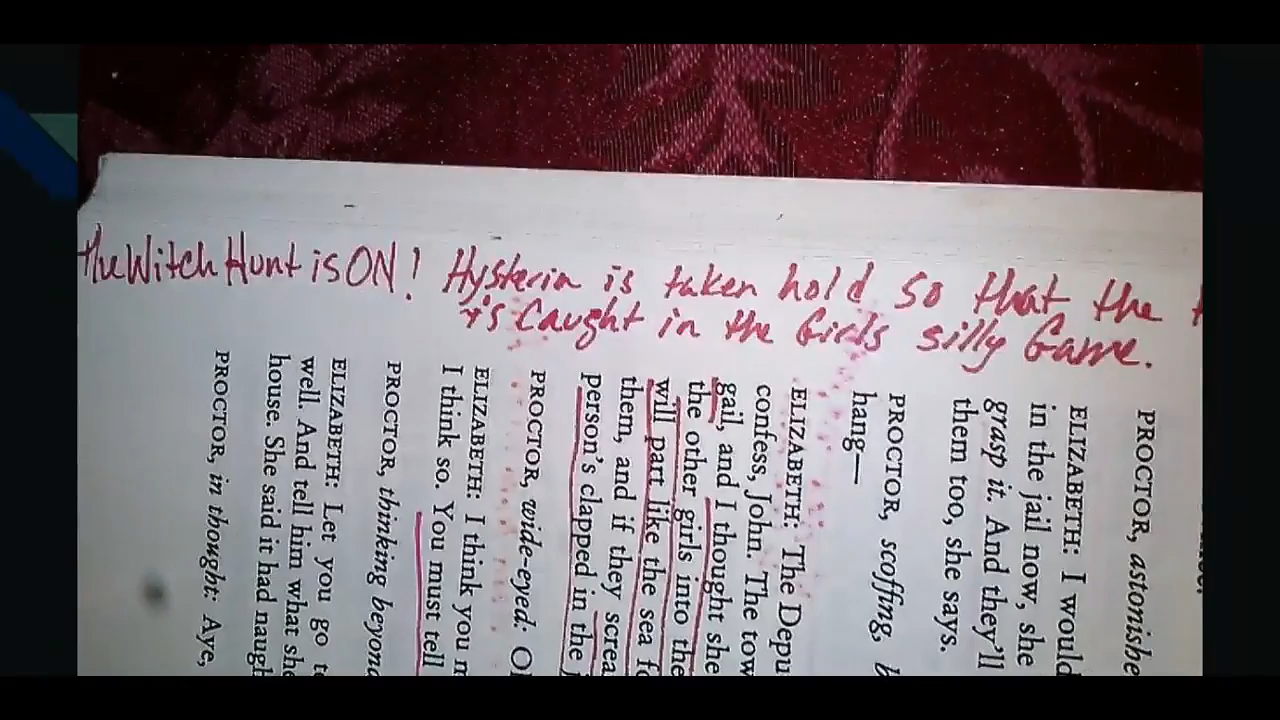 the Witch Hunt is ON! Hysteria is taken hold so that the
is Caught in the Girls silly Game.
PROCTOR, astonishe
ELIZABETH: I would
in the jail now, she
grasp it. And they'll
them too, she says.
PROCTOR, scoffing, b
hang—
ELIZABETH: The Depu
confess, John. The tow
gail, and I thought she
the other girls into the
will part like the sea fo
them, and if they screa
person's clapped in the j
PROCTOR, wide-eyed: O
ELIZABETH: I think you m
I think so. You must tell
PROCTOR, thinking beyond
ELIZABETH: Let you go t
well. And tell him what she
house. She said it had naugh
PROCTOR, in thought: Aye,